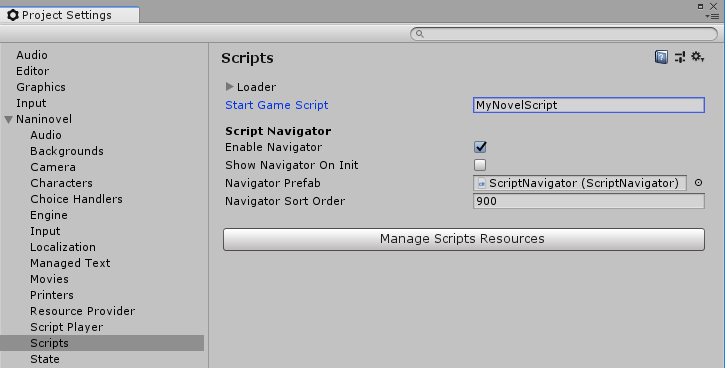 Project Settings
Audio
Editor
Graphics
Input
Naninovel
Audio
Backgrounds
Camera
Characters
Choice Handlers
Engine
Input
Localization
Managed Text
Movies
Printers
Resource Provider
Script Player
Scripts
State
Scripts
Loader
Start Game Script MyNovelScript
Script Navigator
Enable Navigator
Show Navigator On Init
Navigator Prefab ScriptNavigator (ScriptNavigator)
Navigator Sort Order 900
Manage Scripts Resources